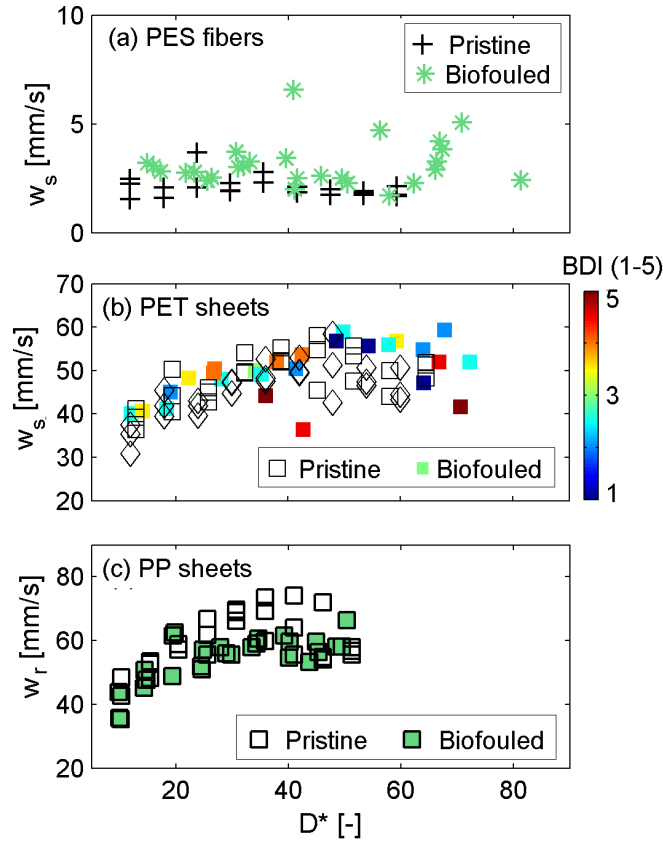 (a) PES fibers
Pristine
Biofouled
10
5
0
w_s [mm/s]
(b) PET sheets
70
60
50
40
30
20
w_s [mm/s]
Pristine
Biofouled
BDI (1-5)
5
3
1
(c) PP sheets
80
60
40
20
w_r [mm/s]
Pristine
Biofouled
20
40
60
80
D* [-]